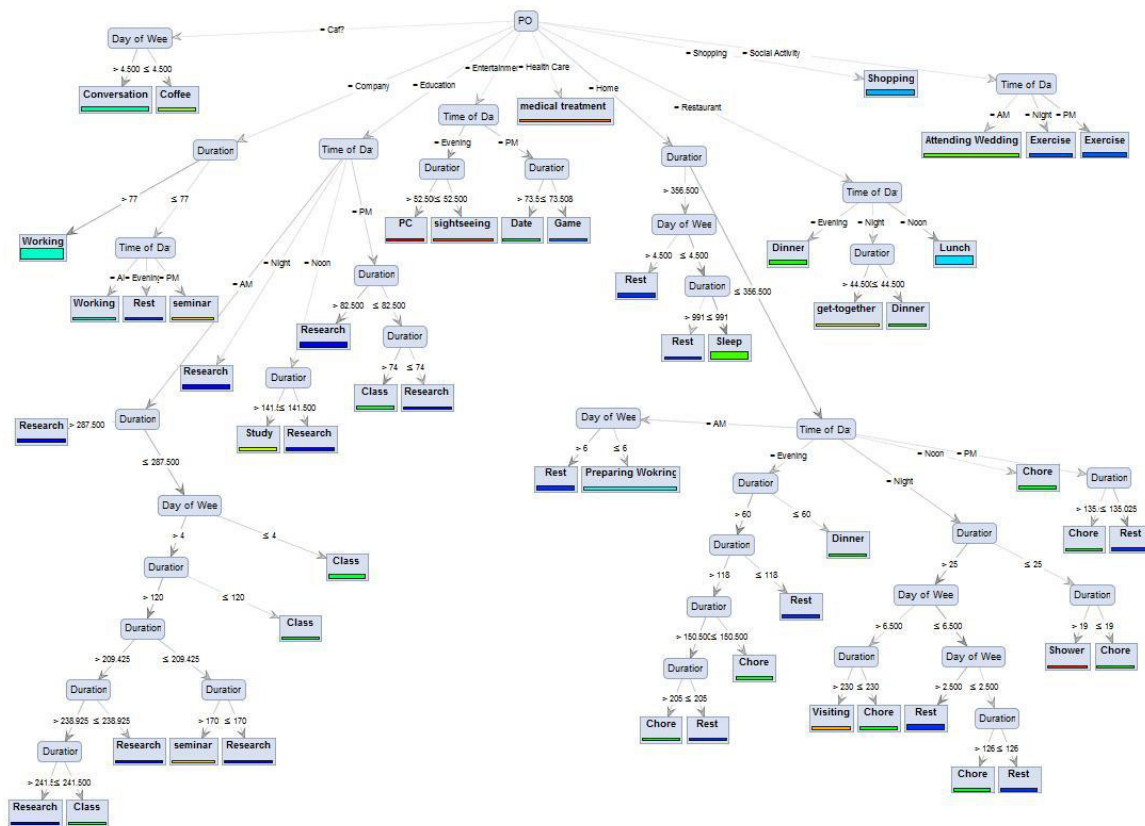 PO
= Caf?
= Shopping
= Social Activity
Day of Wee
= Entertainme
= Health Care
= Company
= Education
= Home
= Restaurant
Shopping
Time of Da
> 4.500 ≤ 4.500
Conversation Coffee
medical treatment
Time of Da
= AM = Night = PM
Attending Wedding Exercise Exercise
Duration
Time of Da
= Evening = PM
Duration
Duration Duration
> 356.500
Time of Da
> 77 ≤ 77
> 52.500 ≤ 52.500 > 73.5 ≤ 73.508
PC sightseeing Date Game
Day of Wee
= Evening = Night = Noon
Working
Time of Da
= PM
Dinner Duration Lunch
= Al = Evenin = PM
= Night = Noon
Duration
> 4.500 ≤ 4.500
Rest Duration
≤ 356.500
> 44.500 ≤ 44.500
Working Rest seminar
= AM
> 82.500 ≤ 82.500
get-together Dinner
> 991 ≤ 991
Research Duration
Rest Sleep
Research
Duration
> 74 ≤ 74
Class Research
> 141.5 ≤ 141.500
Study Research
Research > 287.500 Duration
Day of Wee = AM Time of Da
≤ 287.500
> 6 ≤ 6
= Evening = Noon = PM
Rest Preparing Wokring
= Night
Chore Duration
Duration
Day of Wee
> 135. ≤ 135.025
Chore Rest
> 60 ≤ 60
> 4 ≤ 4
Duration Dinner Duration
Duration Class
> 118 ≤ 118
> 25 ≤ 25
> 120 ≤ 120
Duration Rest
Day of Wee Duration
Duration Class
> 150.500 ≤ 150.500
> 6.500 ≤ 6.500
> 19 ≤ 19
Shower Chore
> 209.425 ≤ 209.425
Duration Chore
Duration Day of Wee
Duration Duration
> 205 ≤ 205
> 230 ≤ 230 > 2.500 ≤ 2.500
> 238.925 ≤ 238.925 > 170 ≤ 170
Chore Rest
Visiting Chore Rest Duration
Duration Research seminar Research
> 126 ≤ 126
> 241.5 ≤ 241.500
Chore Rest
Research Class